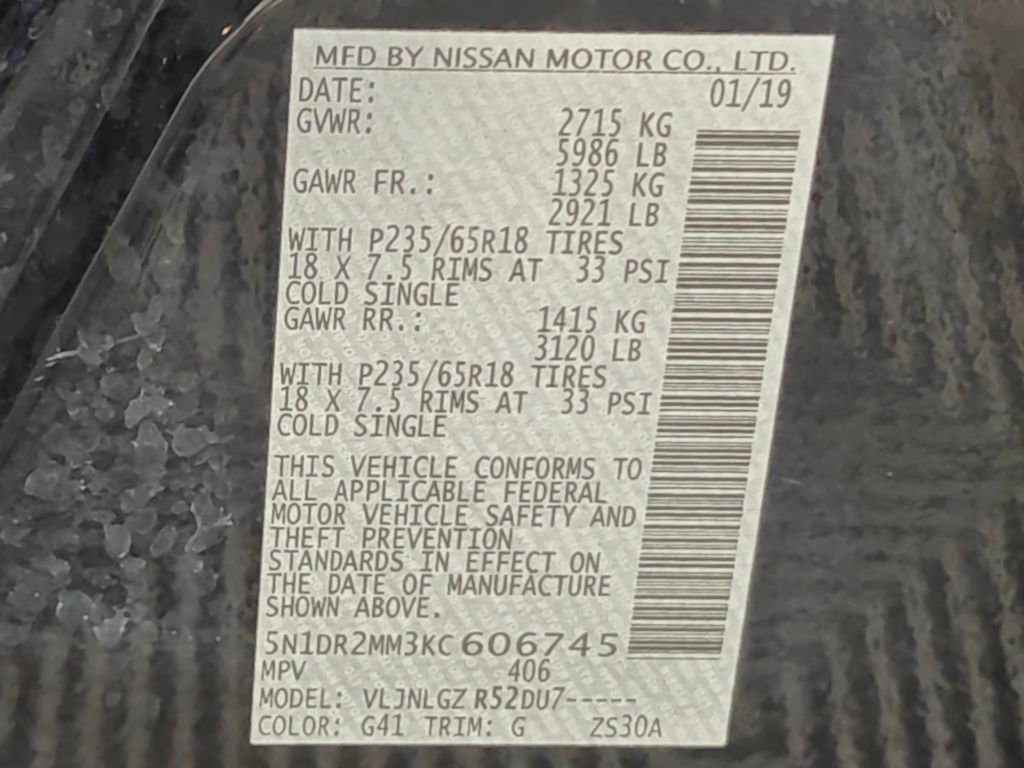 MFD BY NISSAN MOTOR CO., LTD.
DATE: 01/19
GVWR: 2715 KG
5986 LB
GAWR FR.: 1325 KG
2921 LB
WITH P235/65R18 TIRES
18 X 7.5 RIMS AT 33 PSI
COLD SINGLE
GAWR RR.: 1415 KG
3120 LB
WITH P235/65R18 TIRES
18 X 7.5 RIMS AT 33 PSI
COLD SINGLE
THIS VEHICLE CONFORMS TO
ALL APPLICABLE FEDERAL
MOTOR VEHICLE SAFETY AND
THEFT PREVENTION
STANDARDS IN EFFECT ON
THE DATE OF MANUFACTURE
SHOWN ABOVE.
5N1DR2MM3KC606745
MPV 406
MODEL: VLJNLGZ R52DU7-----
COLOR: G41 TRIM: G ZS30A